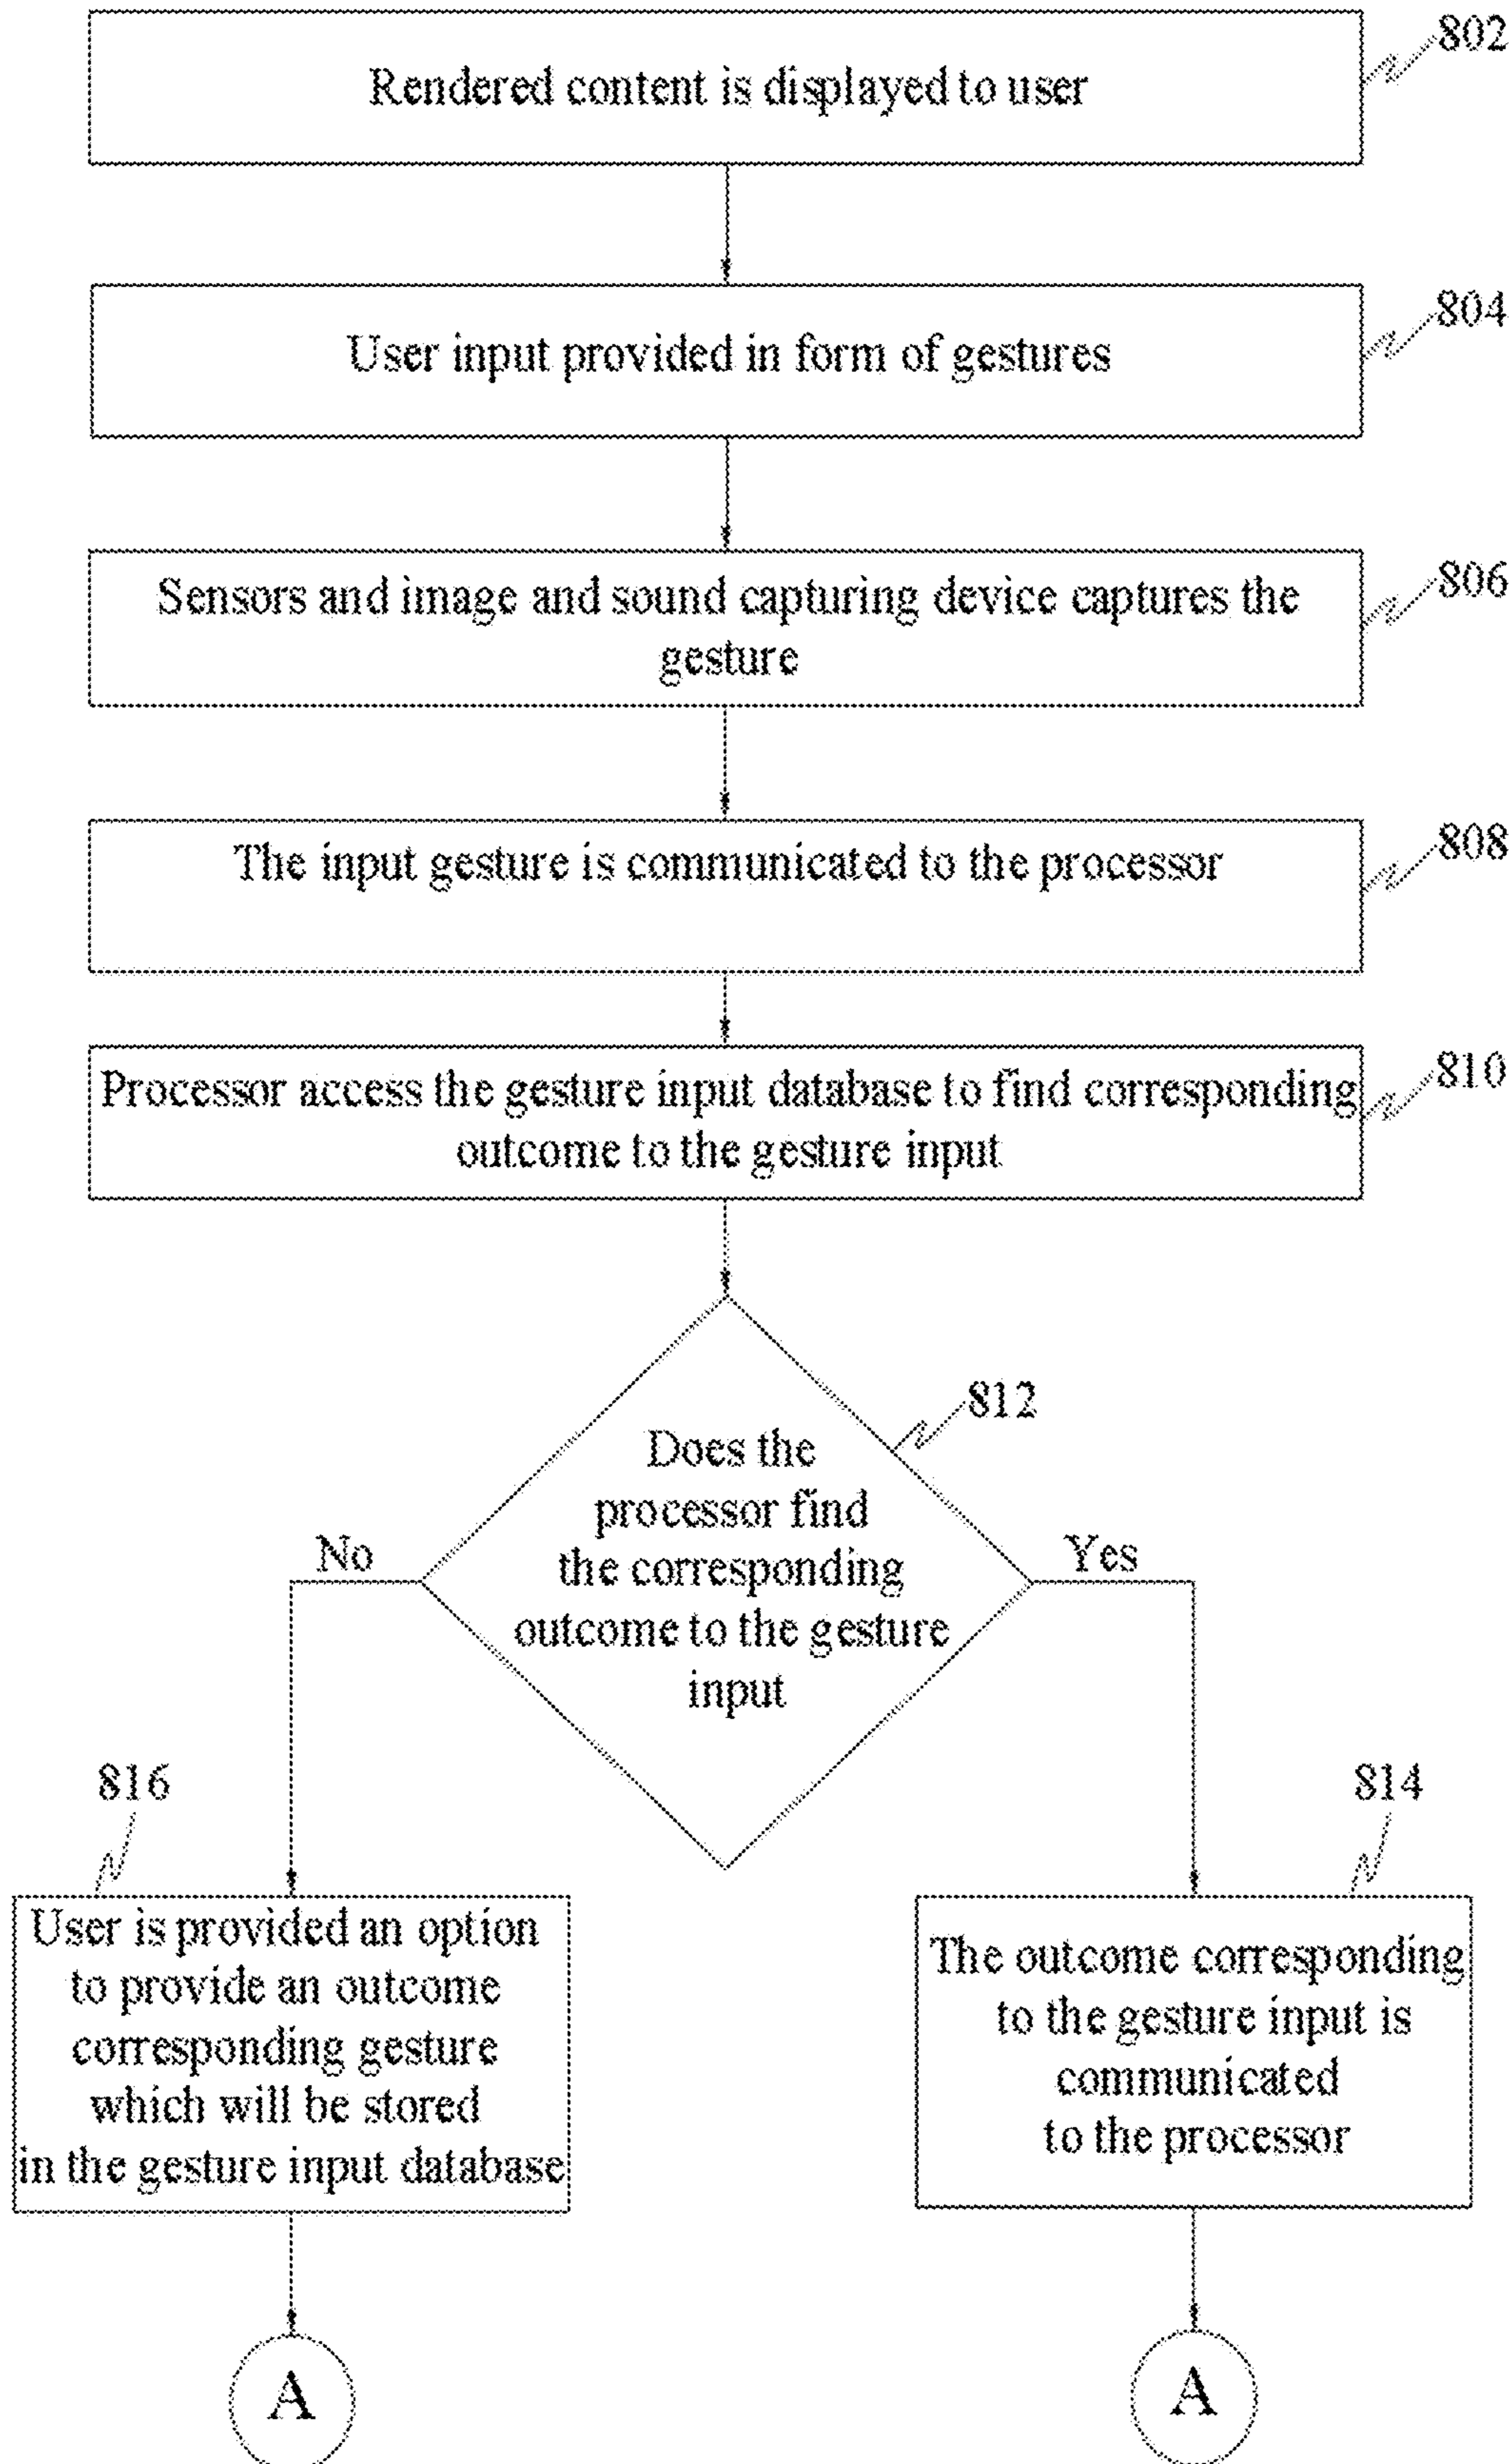 Rendered content is displayed to user
802
User input provided in form of gestures
804
Sensors and image and sound capturing device captures the
gesture
806
The input gesture is communicated to the processor
808
Processor access the gesture input database to find corresponding
outcome to the gesture input
810
812
Does the
processor find
the corresponding
outcome to the gesture
input
No
Yes
816
User is provided an option
to provide an outcome
corresponding gesture
which will be stored
in the gesture input database
814
The outcome corresponding
to the gesture input is
communicated
to the processor
A
A